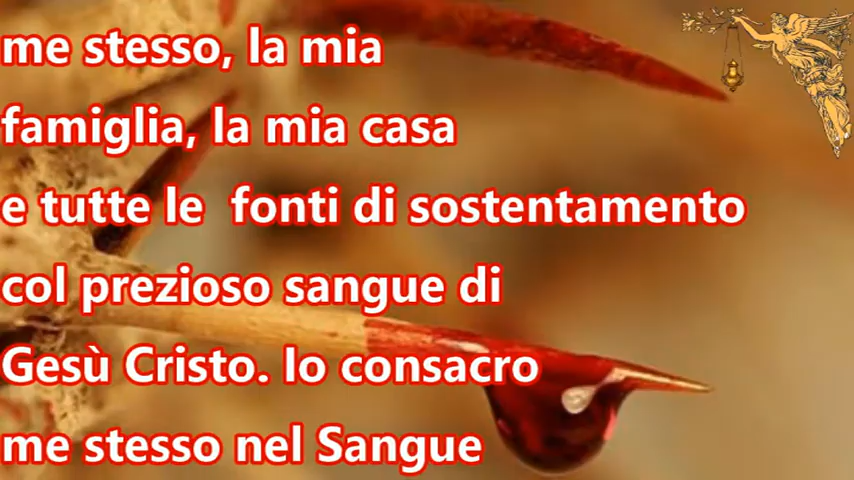 me stesso, la mia
famiglia, la mia casa
e tutte le  fonti di sostentamento
col prezioso sangue di
Gesù Cristo. Io consacro
me stesso nel Sangue